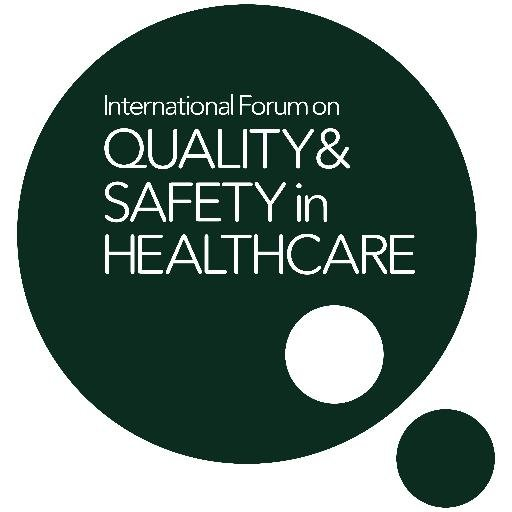 International Forum on
QUALITY &
SAFETY in
HEALTHCARE